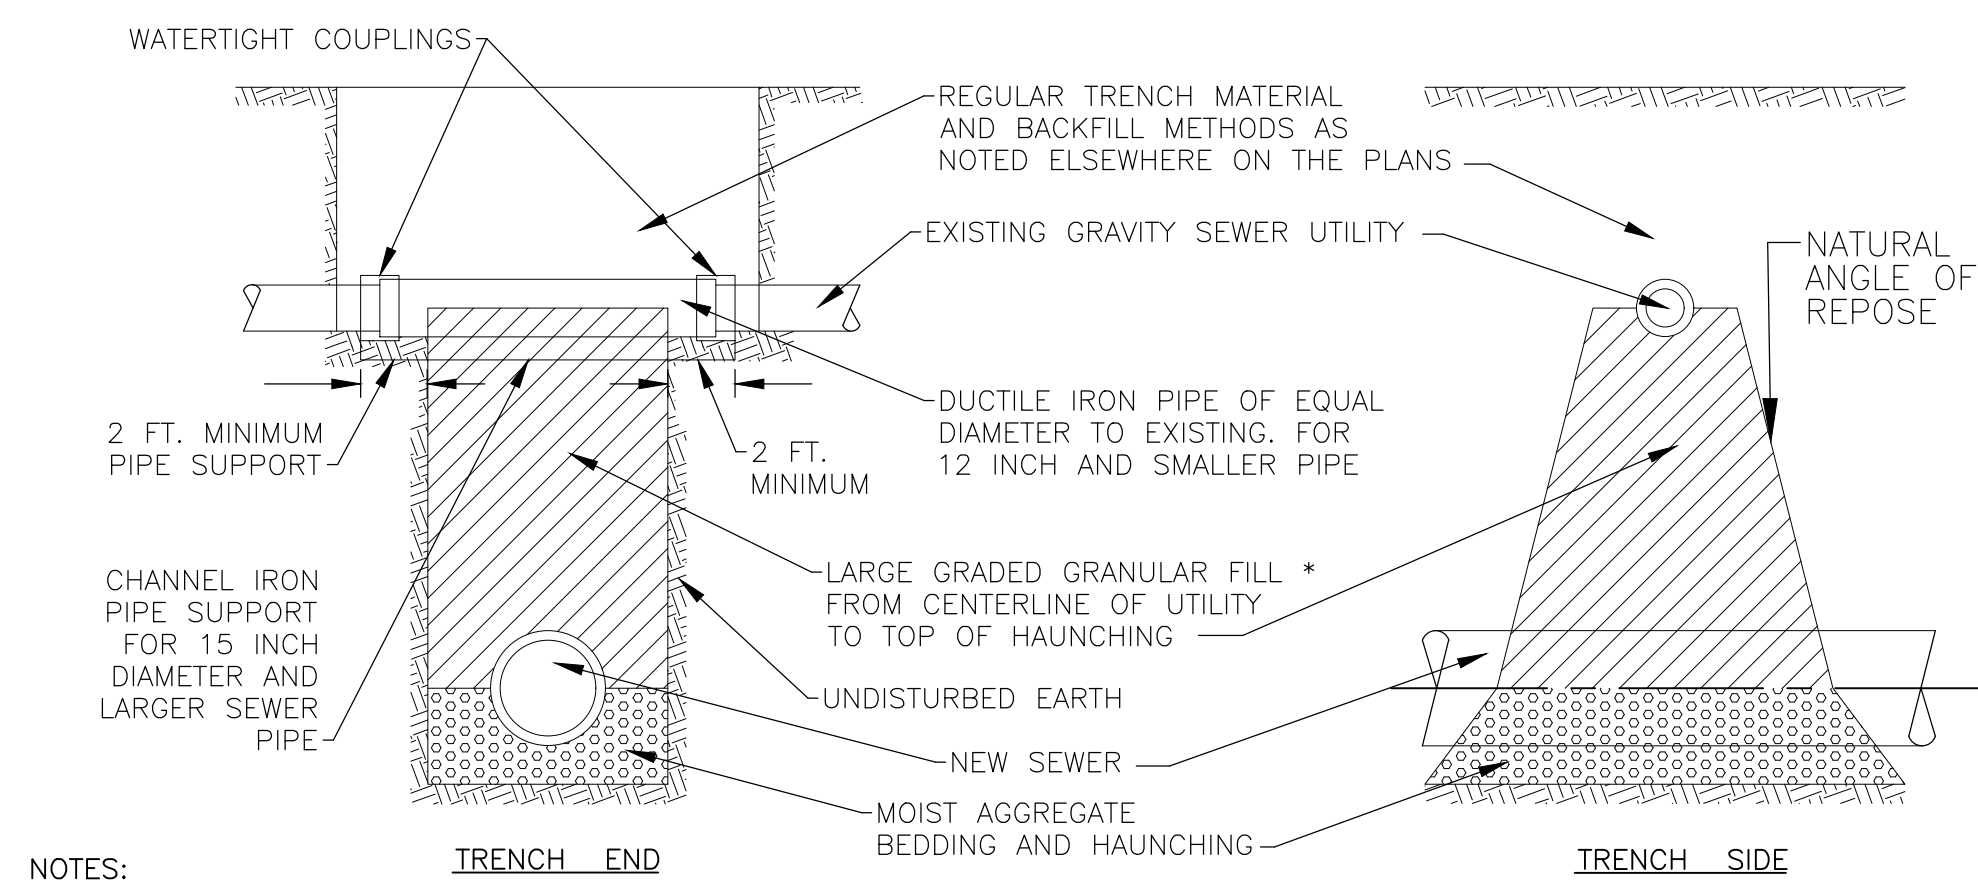 WATERTIGHT COUPLINGS
REGULAR TRENCH MATERIAL
AND BACKFILL METHODS AS
NOTED ELSEWHERE ON THE PLANS
EXISTING GRAVITY SEWER UTILITY
NATURAL
ANGLE OF
REPOSE
DUCTILE IRON PIPE OF EQUAL
DIAMETER TO EXISTING. FOR
12 INCH AND SMALLER PIPE
2 FT. MINIMUM
PIPE SUPPORT
2 FT.
MINIMUM
CHANNEL IRON
PIPE SUPPORT
FOR 15 INCH
DIAMETER AND
LARGER SEWER
PIPE
LARGE GRADED GRANULAR FILL *
FROM CENTERLINE OF UTILITY
TO TOP OF HAUNCHING
UNDISTURBED EARTH
NEW SEWER
MOIST AGGREGATE
BEDDING AND HAUNCHING
TRENCH END
TRENCH SIDE
NOTES: